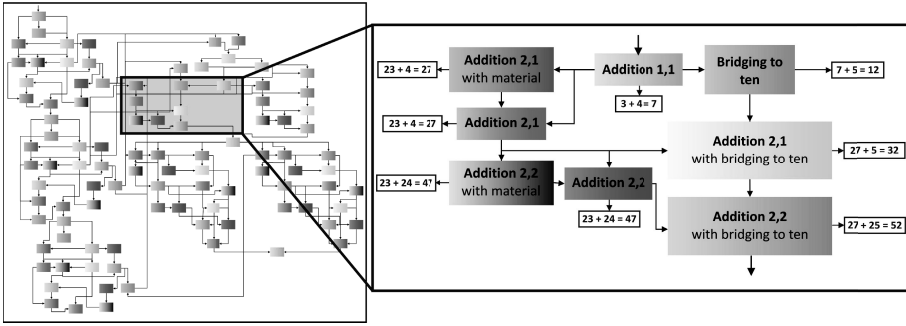 Addition 2,1
with material
23 + 4 = 27
Addition 1,1
3 + 4 = 7
Bridging to
ten
7 + 5 = 12
Addition 2,1
23 + 4 = 27
Addition 2,1
with bridging to ten
27 + 5 = 32
Addition 2,2
with material
23 + 24 = 47
Addition 2,2
23 + 24 = 47
Addition 2,2
with bridging to ten
27 + 25 = 52